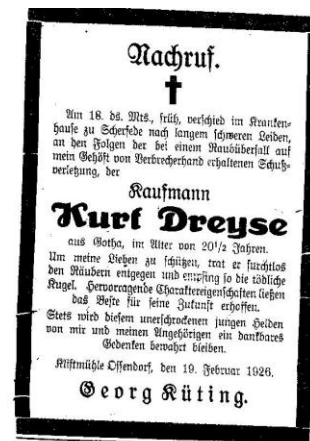 Nachruf.
Am 18. ds. Mts., früh, verschied im Kranken-
hause zu Scherfede nach langem schweren Leiden,
an den Folgen der bei einem Raubüberfall auf
mein Gehöft von Verbrecherhand erhaltenen Schuß-
verletzung, der
Kaufmann
Kurt Dreyse
aus Gotha, im Alter von 20½ Jahren.
Um meine Lieben zu schützen, trat er furchtlos
den Räubern entgegen und empfing so die tödliche
Kugel. Hervorragende Charaktereigenschaften ließen
das Beste für seine Zukunft erhoffen.
Stets wird diesem unerschrockenen jungen Helden
von mir und meinen Angehörigen ein dankbares
Gedenken bewahrt bleiben.
Klistmühle Ossendorf, den 19. Februar 1926.
Georg Küting.